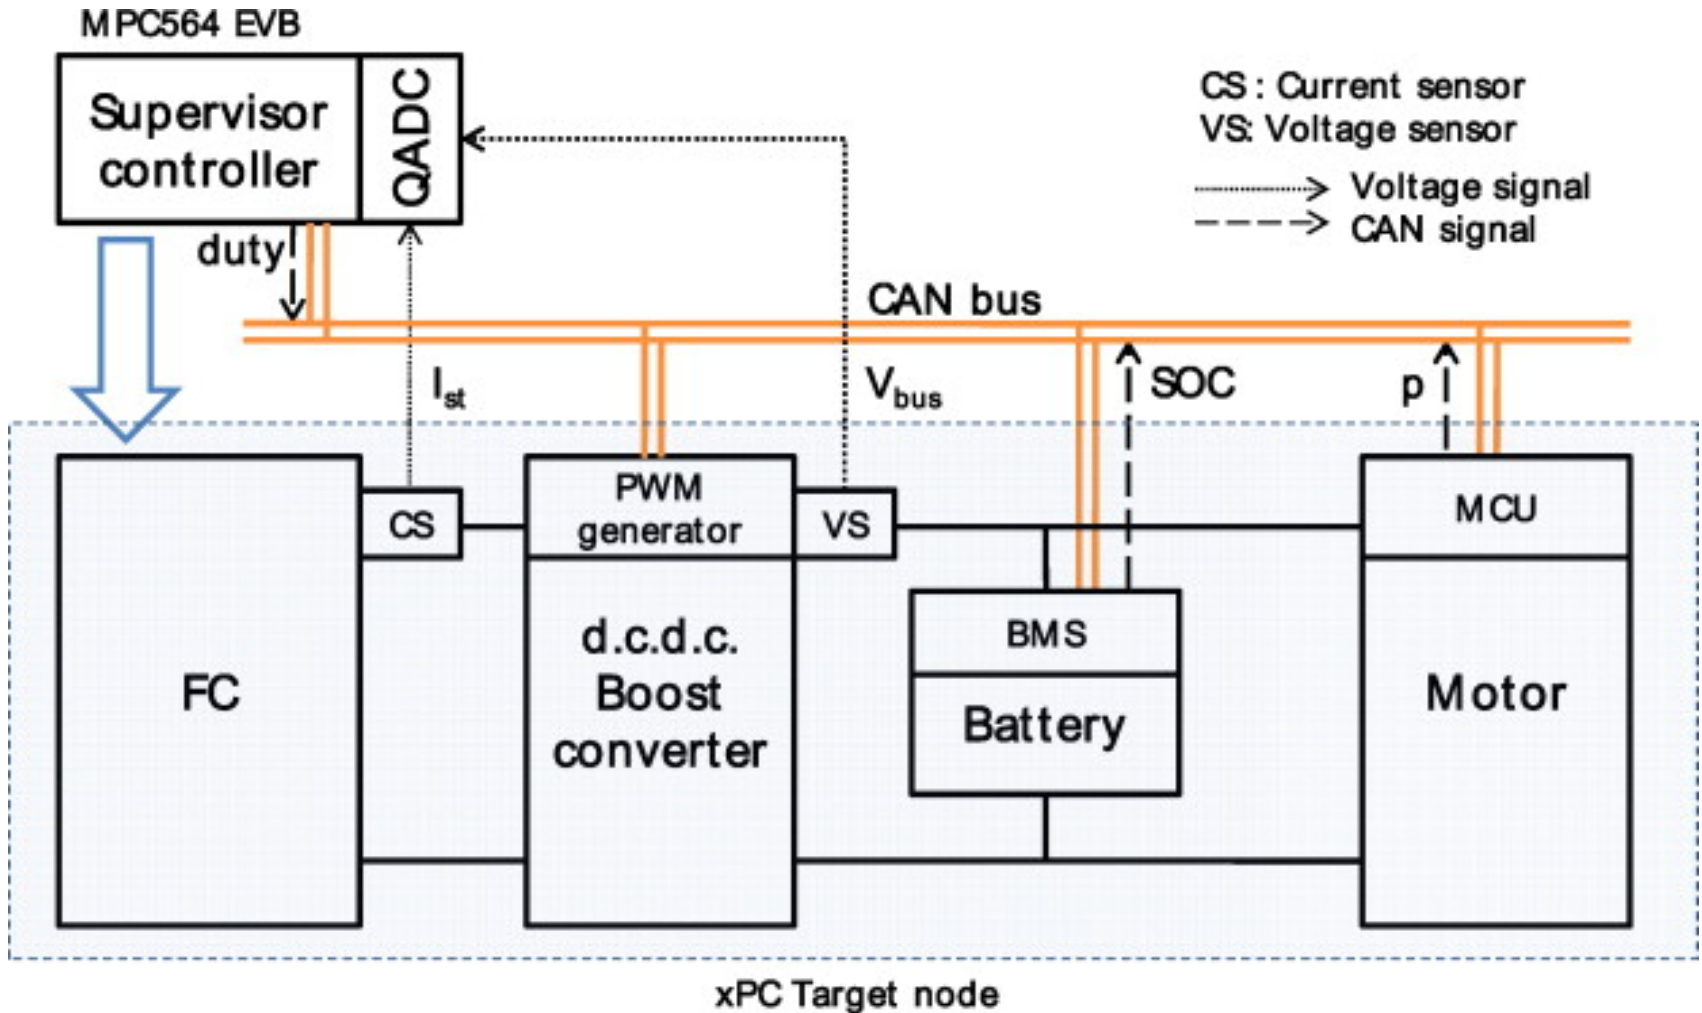 MPC564 EVB
Supervisor
controller
QADC
CS : Current sensor
VS: Voltage sensor
Voltage signal
CAN signal
duty
CAN bus
Ist
Vbus
SOC
p
FC
CS
PWM
generator
d.c.d.c.
Boost
converter
VS
BMS
Battery
MCU
Motor
xPC Target node